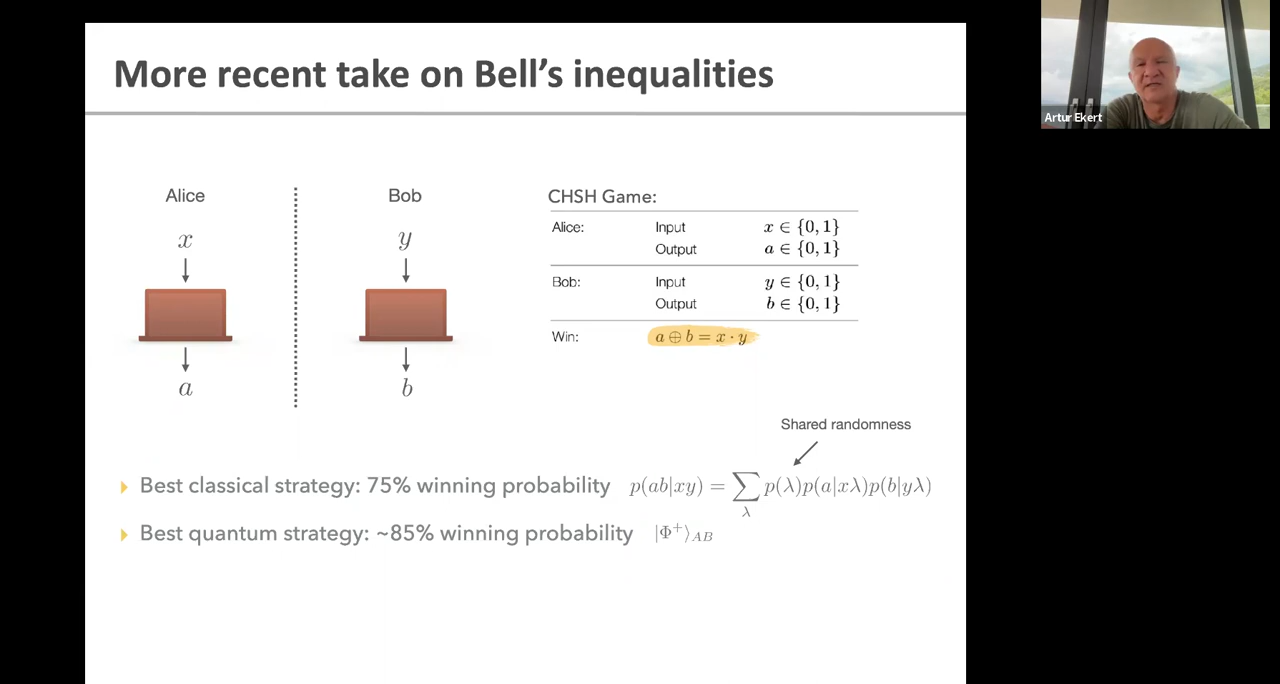 More recent take on Bell's inequalities
Artur Ekert
Alice
Bob
x
y
a
b
CHSH Game:
Alice: Input x ∈ {0, 1}
Output a ∈ {0, 1}
Bob: Input y ∈ {0, 1}
Output b ∈ {0, 1}
Win: a ⊕ b = x · y
Shared randomness
Best classical strategy: 75% winning probability p(ab|xy) = ∑_λ p(λ)p(a|xλ)p(b|yλ)
Best quantum strategy: ~85% winning probability |Φ⁺⟩_AB